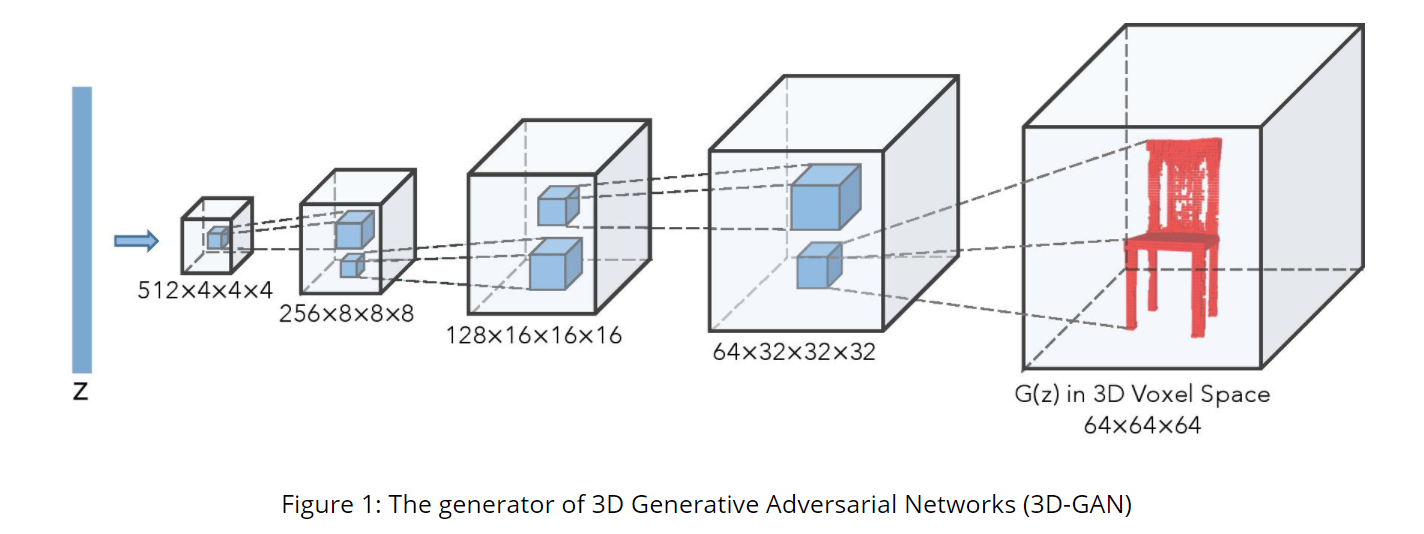 z
512×4×4×4
256×8×8×8
128×16×16×16
64×32×32×32
G(z) in 3D Voxel Space
64×64×64
Figure 1: The generator of 3D Generative Adversarial Networks (3D-GAN)